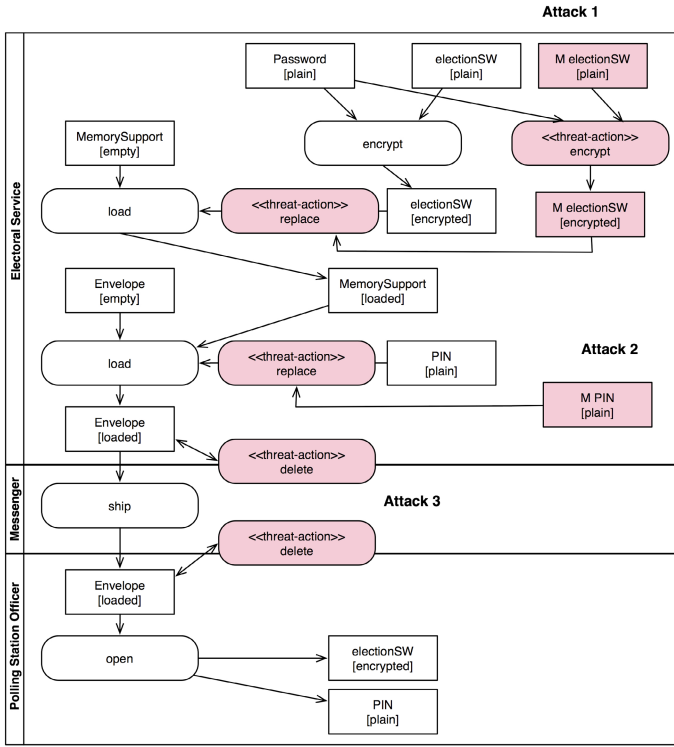 Attack 1
Password
[plain]
electionSW
[plain]
M electionSW
[plain]
MemorySupport
[empty]
encrypt
<<threat-action>>
encrypt
load
<<threat-action>>
replace
electionSW
[encrypted]
M electionSW
[encrypted]
Electoral Service
Envelope
[empty]
MemorySupport
[loaded]
load
<<threat-action>>
replace
PIN
[plain]
Attack 2
M PIN
[plain]
Envelope
[loaded]
<<threat-action>>
delete
Messenger
ship
Attack 3
<<threat-action>>
delete
Polling Station Officer
Envelope
[loaded]
open
electionSW
[encrypted]
PIN
[plain]